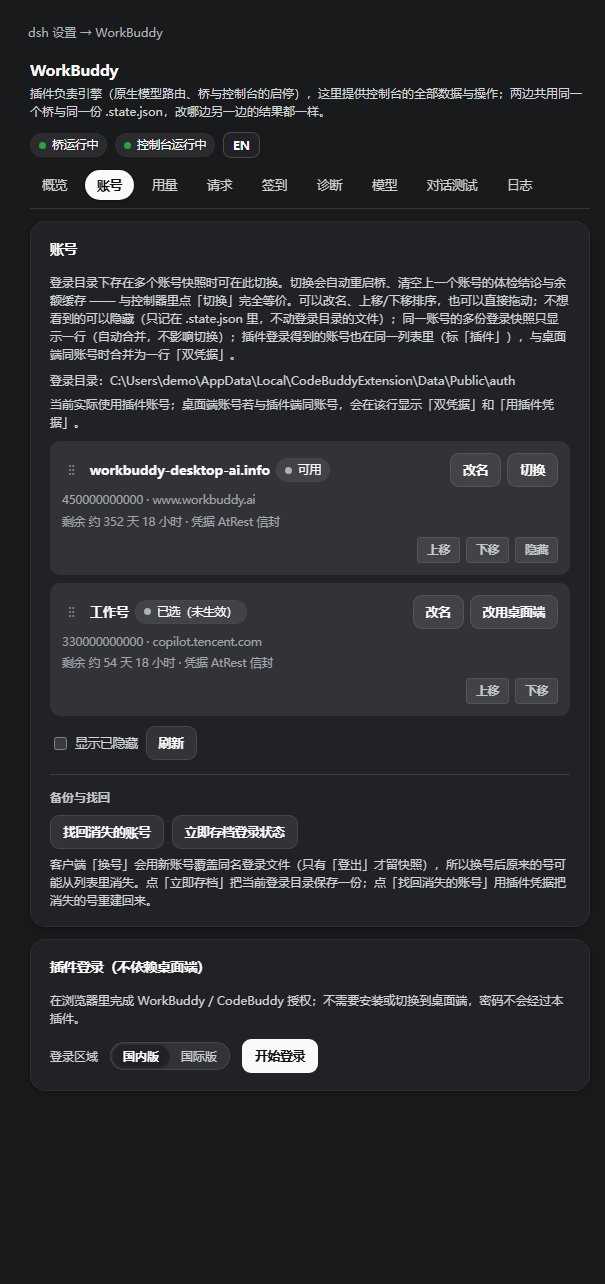 dsh 设置 → WorkBuddy
WorkBuddy
插件负责引擎（原生模型路由、桥与控制台的启停），这里提供控制台的全部数据与操作；两边共用同一
个桥与同一份 .state.json，改哪边另一边的结果都一样。
桥运行中 控制台运行中 EN
概览 账号 用量 请求 签到 诊断 模型 对话测试 日志
账号
登录目录下存在多个账号快照时可在此切换。切换会自动重启桥、清空上一个账号的体检结论与余
额缓存 —— 与控制器里点「切换」完全等价。可以改名、上移/下移排序，也可以直接拖动；不想
看到的可以隐藏（只记在 .state.json 里，不动登录目录的文件）；同一账号的多份登录快照只显
示一行（自动合并，不影响切换）；插件登录得到的账号也在同一列表里（标「插件」），与桌面
端同账号时合并为一行「双凭据」。
登录目录：C:\Users\demo\AppData\Local\CodeBuddyExtension\Data\Public\auth
当前实际使用插件账号；桌面端账号若与插件端同账号，会在该行显示「双凭据」和「用插件凭
据」。
workbuddy-desktop-ai.info 可用 改名 切换
450000000000 · www.workbuddy.ai
剩余 约 352 天 18 小时 · 凭据 AtRest 信封
上移 下移 隐藏
工作号 已选（未生效） 改名 改用桌面端
330000000000 · copilot.tencent.com
剩余 约 54 天 18 小时 · 凭据 AtRest 信封
上移 下移
显示已隐藏 刷新
备份与找回
找回消失的账号 立即存档登录状态
客户端「换号」会用新账号覆盖同名登录文件（只有「登出」才留快照），所以换号后原来的号可
能从列表里消失。点「立即存档」把当前登录目录保存一份；点「找回消失的账号」用插件凭据把
消失的号重建回来。
插件登录（不依赖桌面端）
在浏览器里完成 WorkBuddy / CodeBuddy 授权；不需要安装或切换到桌面端，密码不会经过本
插件。
登录区域 国内版 国际版 开始登录